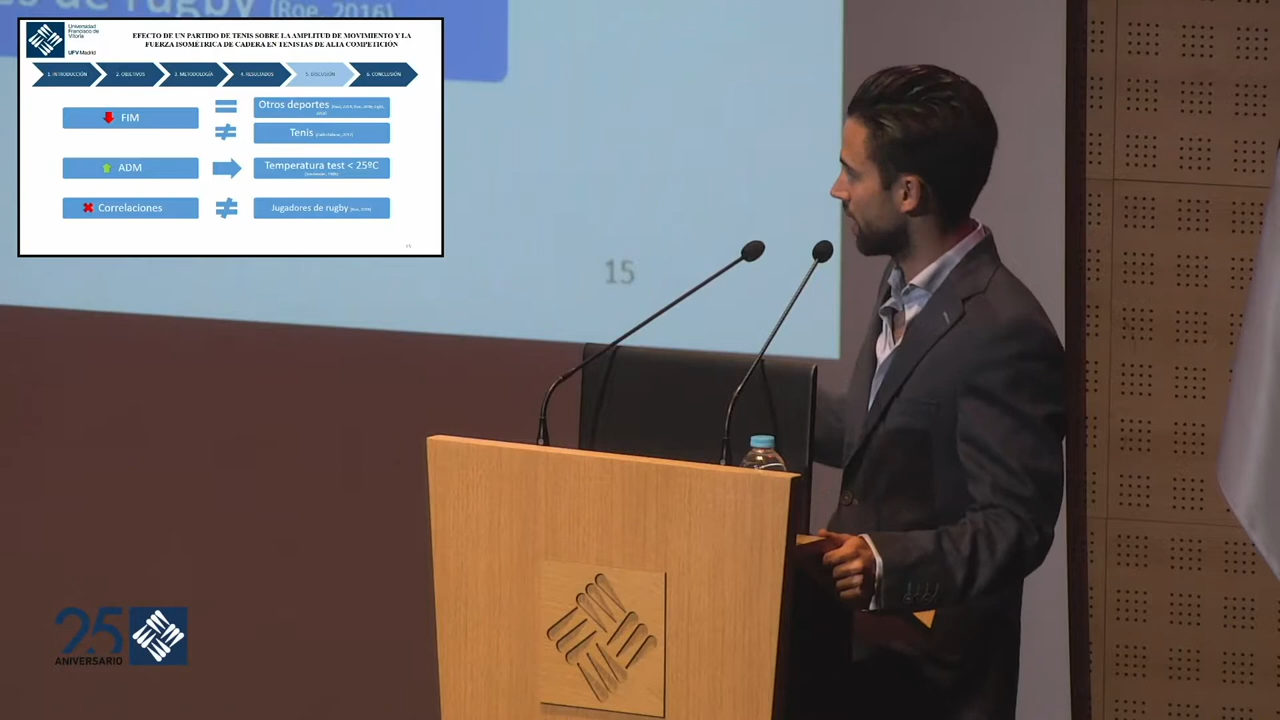 s de rugby (Roe, 2016)
Universidad
Francisco de
Vitoria
UFV Madrid
EFECTO DE UN PARTIDO DE TENIS SOBRE LA AMPLITUD DE MOVIMIENTO Y LA
FUERZA ISOMÉTRICA DE CADERA EN TENISTAS DE ALTA COMPETICIÓN
1. INTRODUCCIÓN
2. OBJETIVOS
3. METODOLOGÍA
4. RESULTADOS
5. DISCUSIÓN
6. CONCLUSIÓN
FIM
Otros deportes
Tenis
ADM
Temperatura test < 25ºC
Correlaciones
Jugadores de rugby (Roe, 2016)
15
15
25
ANIVERSARIO